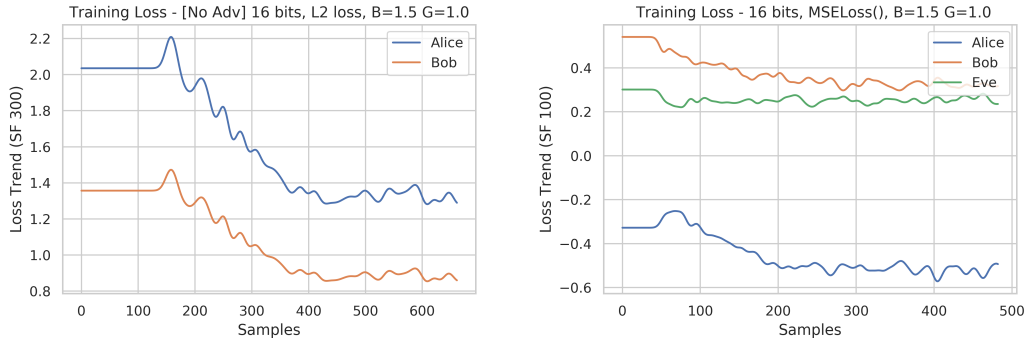 Training Loss - [No Adv] 16 bits, L2 loss, B=1.5 G=1.0
Loss Trend (SF 300)
2.2
2.0
1.8
1.6
1.4
1.2
1.0
0.8
Alice
Bob
0 100 200 300 400 500 600
Samples
Training Loss - 16 bits, MSELoss(), B=1.5 G=1.0
Loss Trend (SF 100)
0.4
0.2
0.0
−0.2
−0.4
−0.6
Alice
Bob
Eve
0 100 200 300 400 500
Samples